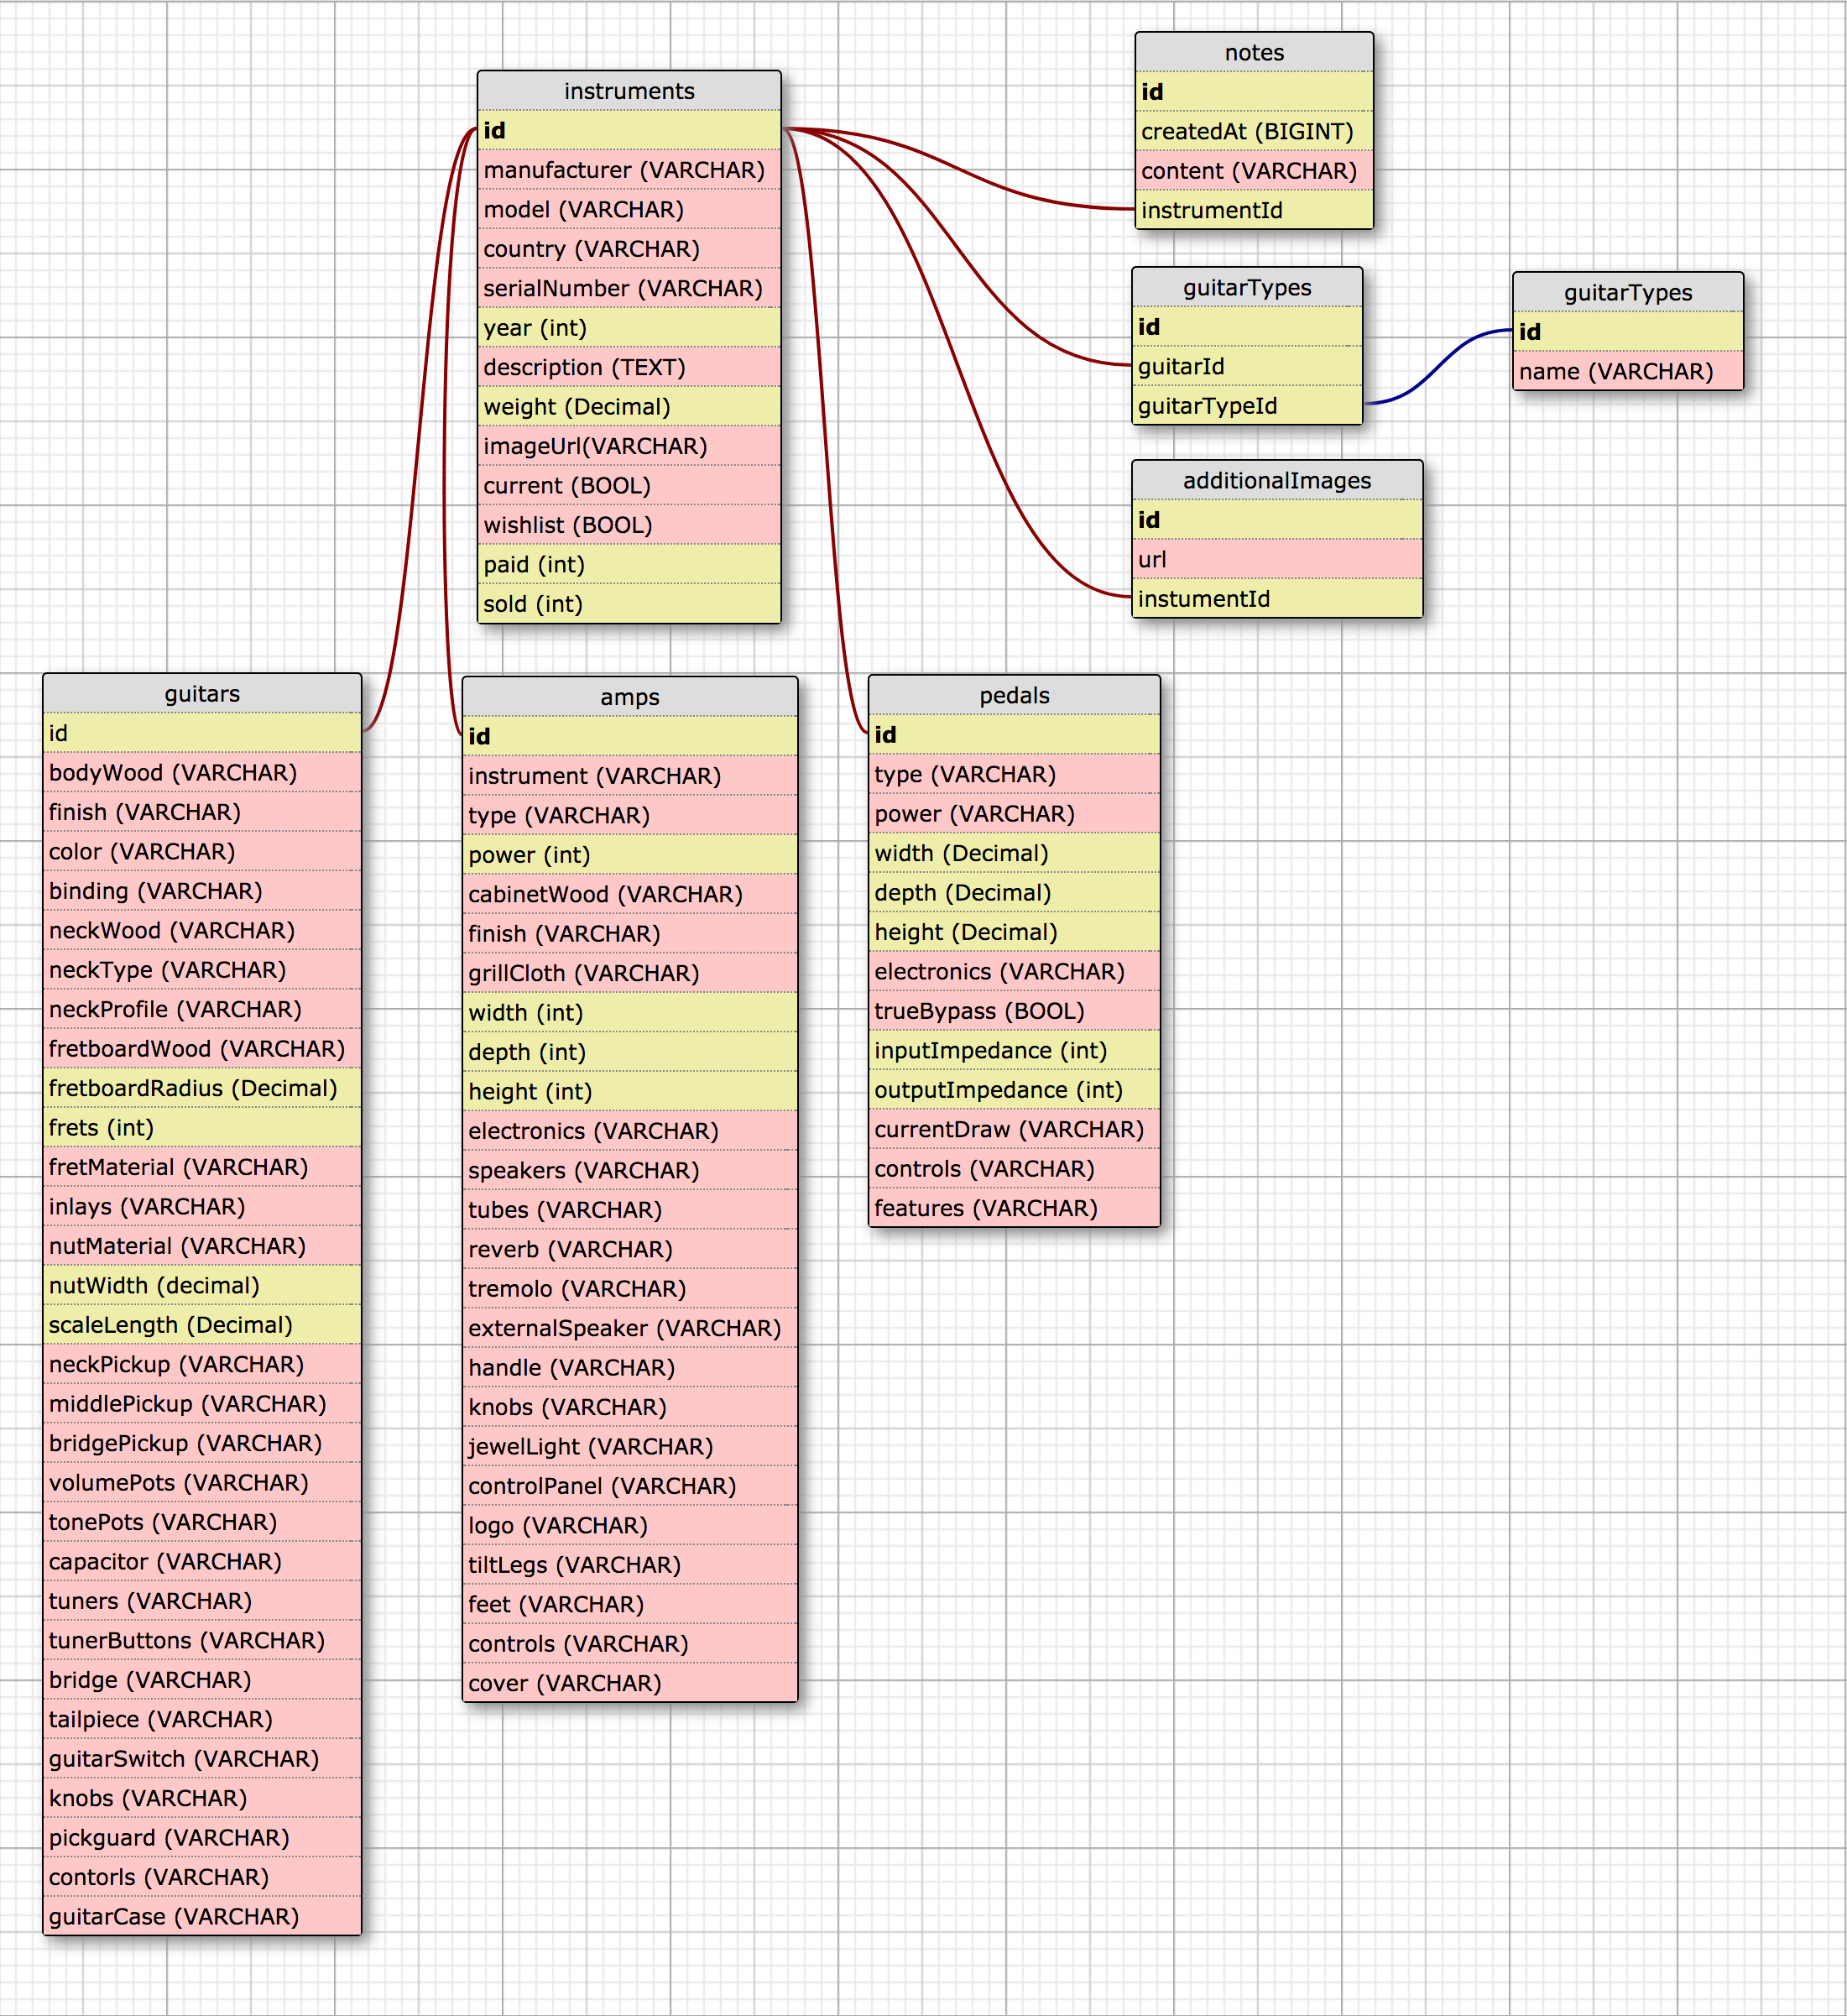 instruments
id
manufacturer (VARCHAR)
model (VARCHAR)
country (VARCHAR)
serialNumber (VARCHAR)
year (int)
description (TEXT)
weight (Decimal)
imageUrl(VARCHAR)
current (BOOL)
wishlist (BOOL)
paid (int)
sold (int)
notes
id
createdAt (BIGINT)
content (VARCHAR)
instrumentId
guitarTypes
id
guitarId
guitarTypeId
guitarTypes
id
name (VARCHAR)
additionalImages
id
url
instumentId
guitars
id
bodyWood (VARCHAR)
finish (VARCHAR)
color (VARCHAR)
binding (VARCHAR)
neckWood (VARCHAR)
neckType (VARCHAR)
neckProfile (VARCHAR)
fretboardWood (VARCHAR)
fretboardRadius (Decimal)
frets (int)
fretMaterial (VARCHAR)
inlays (VARCHAR)
nutMaterial (VARCHAR)
nutWidth (decimal)
scaleLength (Decimal)
neckPickup (VARCHAR)
middlePickup (VARCHAR)
bridgePickup (VARCHAR)
volumePots (VARCHAR)
tonePots (VARCHAR)
capacitor (VARCHAR)
tuners (VARCHAR)
tunerButtons (VARCHAR)
bridge (VARCHAR)
tailpiece (VARCHAR)
guitarSwitch (VARCHAR)
knobs (VARCHAR)
pickguard (VARCHAR)
contorls (VARCHAR)
guitarCase (VARCHAR)
amps
id
instrument (VARCHAR)
type (VARCHAR)
power (int)
cabinetWood (VARCHAR)
finish (VARCHAR)
grillCloth (VARCHAR)
width (int)
depth (int)
height (int)
electronics (VARCHAR)
speakers (VARCHAR)
tubes (VARCHAR)
reverb (VARCHAR)
tremolo (VARCHAR)
externalSpeaker (VARCHAR)
handle (VARCHAR)
knobs (VARCHAR)
jewelLight (VARCHAR)
controlPanel (VARCHAR)
logo (VARCHAR)
tiltLegs (VARCHAR)
feet (VARCHAR)
controls (VARCHAR)
cover (VARCHAR)
pedals
id
type (VARCHAR)
power (VARCHAR)
width (Decimal)
depth (Decimal)
height (Decimal)
electronics (VARCHAR)
trueBypass (BOOL)
inputImpedance (int)
outputImpedance (int)
currentDraw (VARCHAR)
controls (VARCHAR)
features (VARCHAR)